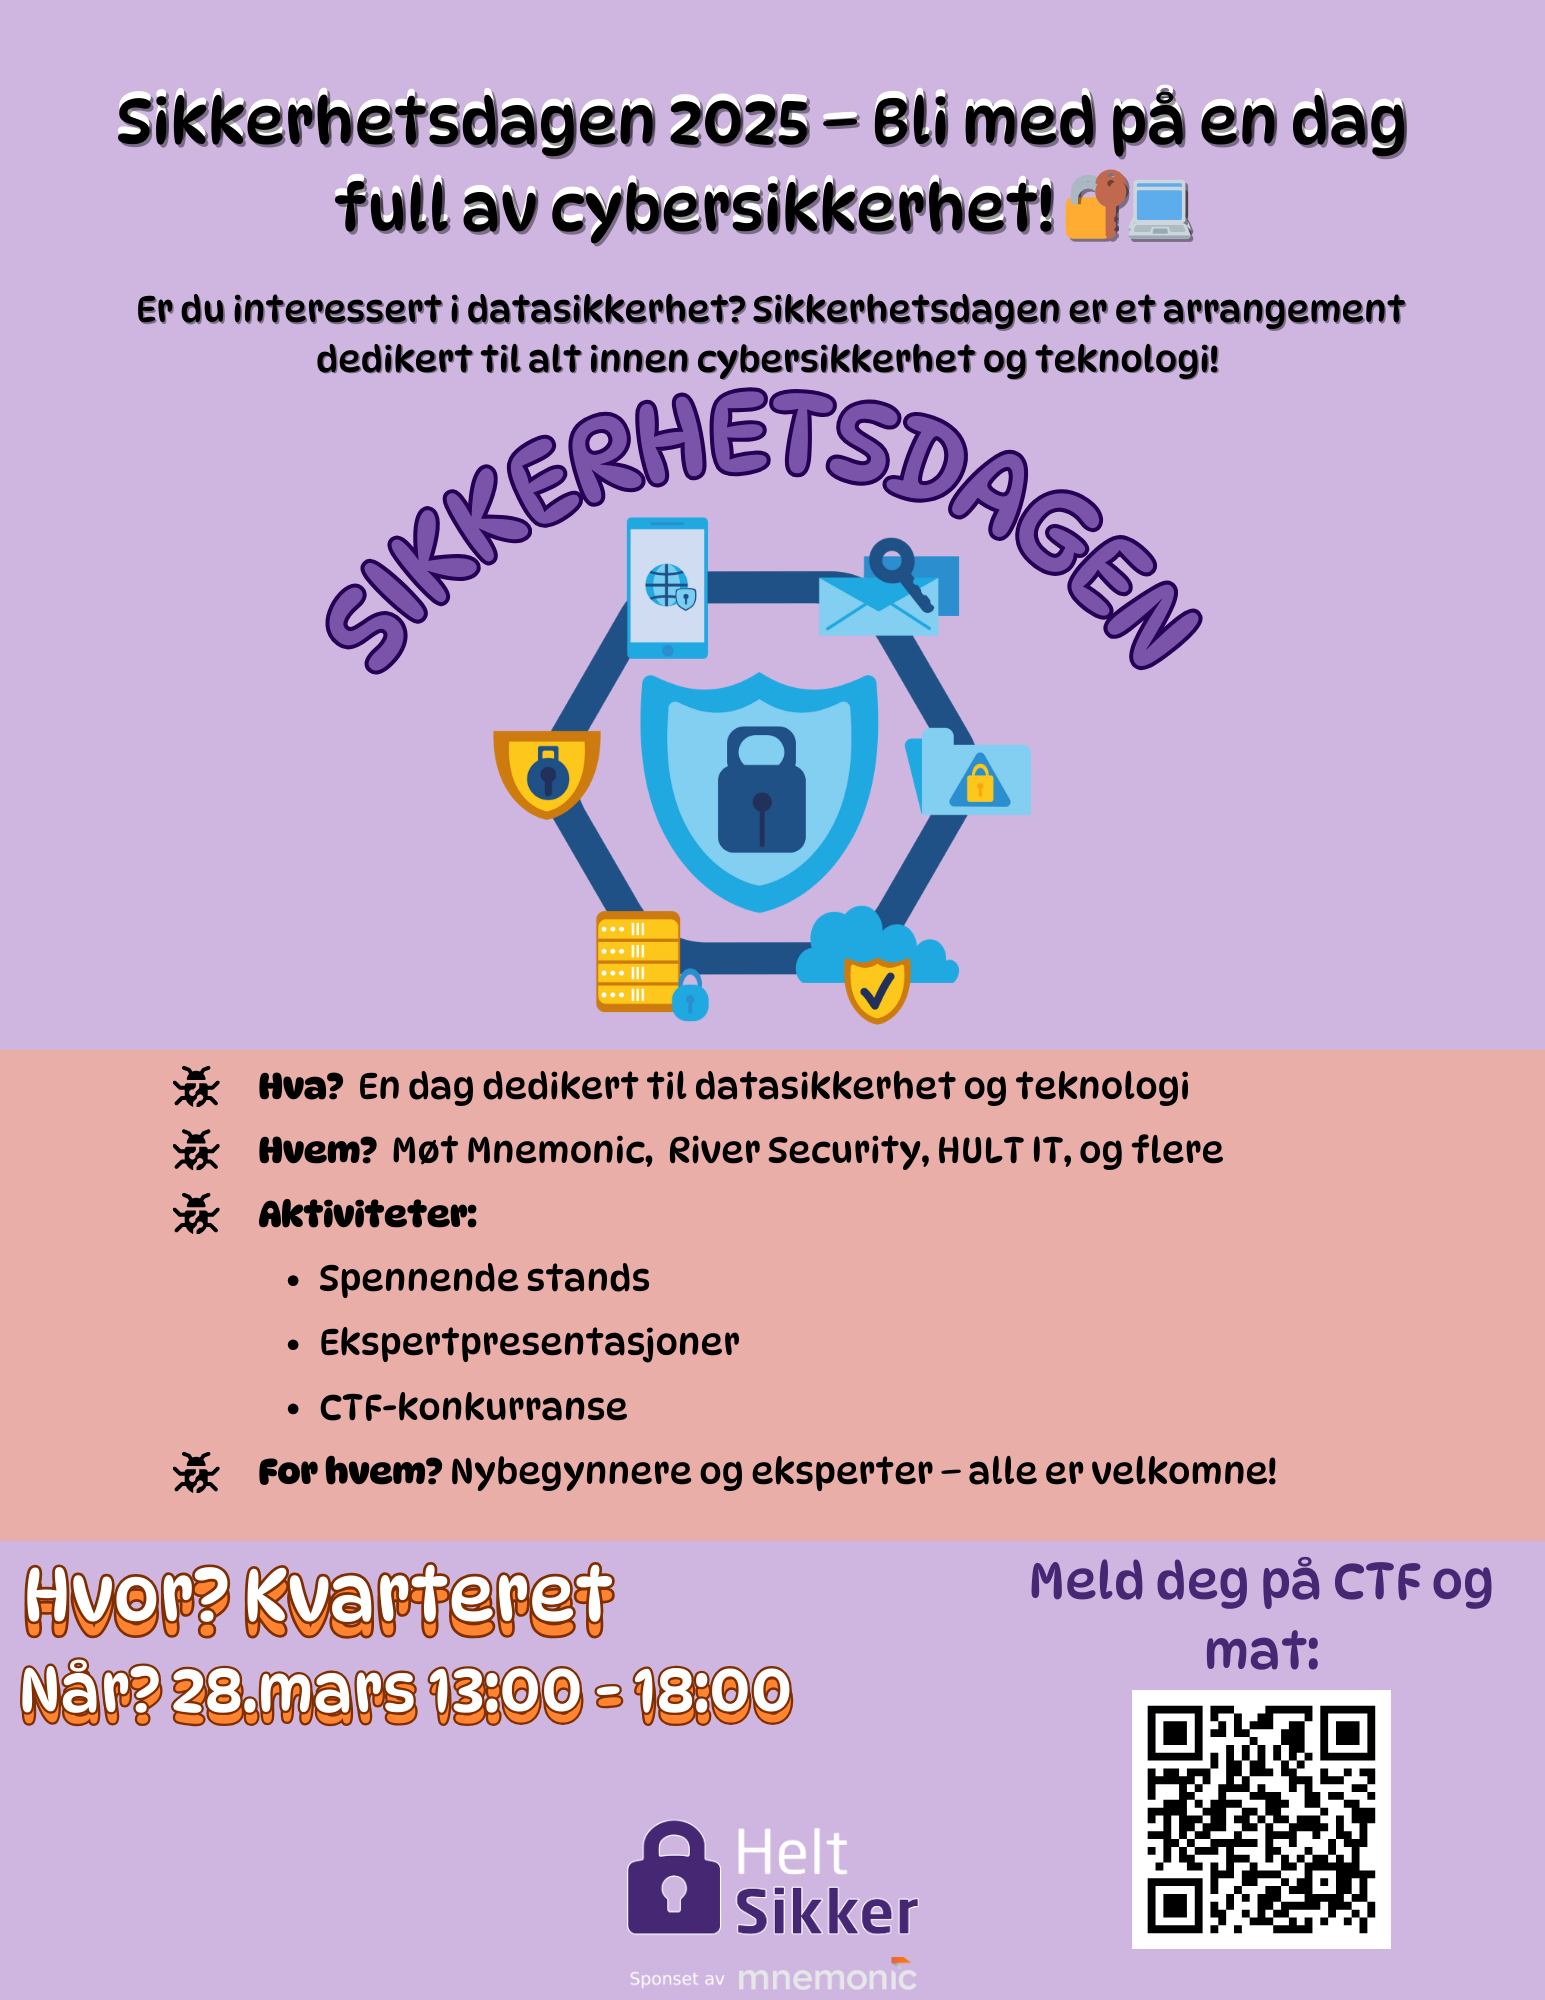 Sikkerhetsdagen 2025 – Bli med på en dag
full av cybersikkerhet! 🔐💻
Er du interessert i datasikkerhet? Sikkerhetsdagen er et arrangement
dedikert til alt innen cybersikkerhet og teknologi!
SIKKERHETSDAGEN
Hva? En dag dedikert til datasikkerhet og teknologi
Hvem? Møt Mnemonic, River Security, HULT IT, og flere
Aktiviteter:
• Spennende stands
• Ekspertpresentasjoner
• CTF-konkurranse
For hvem? Nybegynnere og eksperter – alle er velkomne!
Hvor? Kvarteret
Når? 28.mars 13:00 - 18:00
Meld deg på CTF og
mat:
Helt
Sikker
Sponset av mnemonic